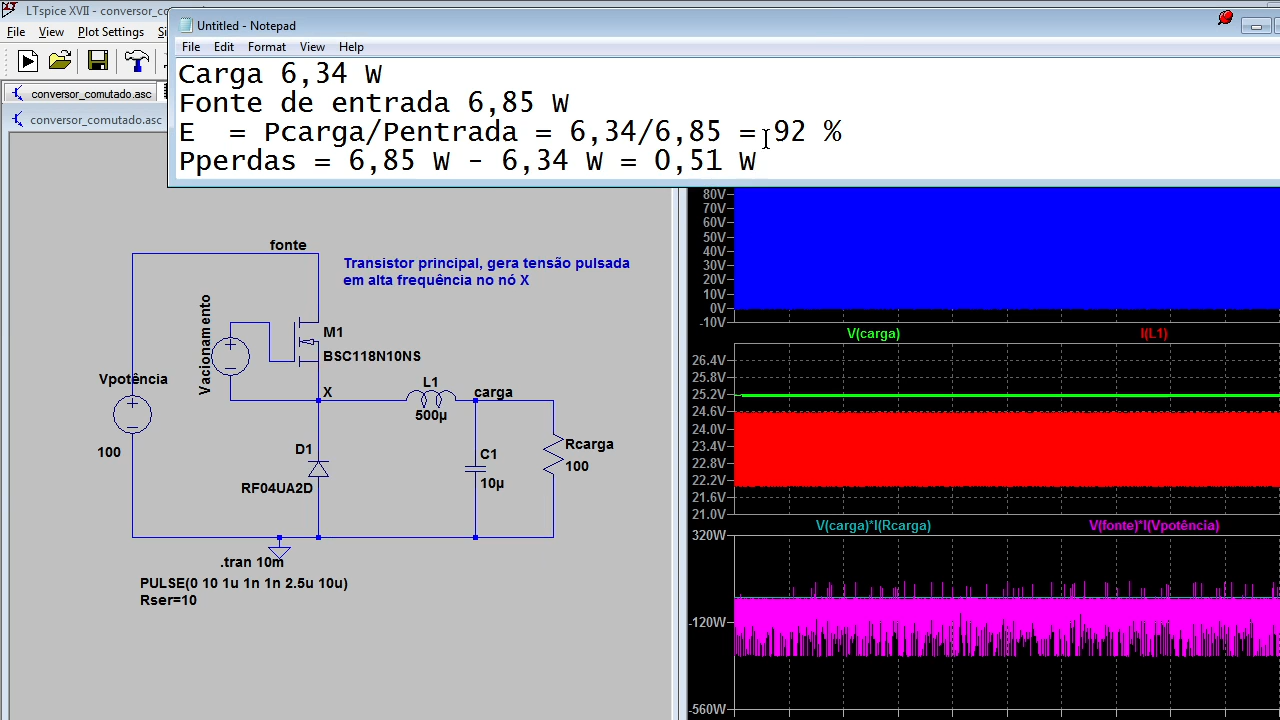 LTspice XVII - conversor_co
File View Plot Settings
Untitled - Notepad
File Edit Format View Help
Carga 6,34 W
Fonte de entrada 6,85 W
E = Pcarga/Pentrada = 6,34/6,85 = 92 %
Pperdas = 6,85 W - 6,34 W = 0,51 W
conversor_comutado.asc
conversor_comutado.asc
fonte
Transistor principal, gera tensão pulsada
em alta frequência no nó X
Vacionamento
M1
BSC118N10NS
Vpotência
100
X
L1
500µ
carga
D1
RF04UA2D
C1
10µ
Rcarga
100
.tran 10m
PULSE(0 10 1u 1n 1n 2.5u 10u)
Rser=10
80V
70V
60V
50V
40V
30V
20V
10V
0V
-10V
V(carga) I(L1)
26.4V
25.8V
25.2V
24.6V
24.0V
23.4V
22.8V
22.2V
21.6V
21.0V
V(carga)*I(Rcarga) V(fonte)*I(Vpotência)
320W
-120W
-560W